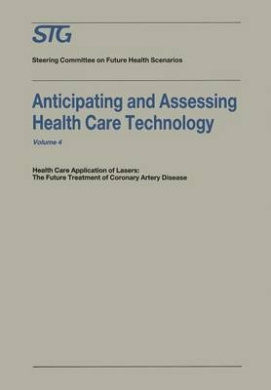 STG
Steering Committee on Future Health Scenarios
Anticipating and Assessing
Health Care Technology
Volume 4
Health Care Application of Lasers:
The Future Treatment of Coronary Artery Disease